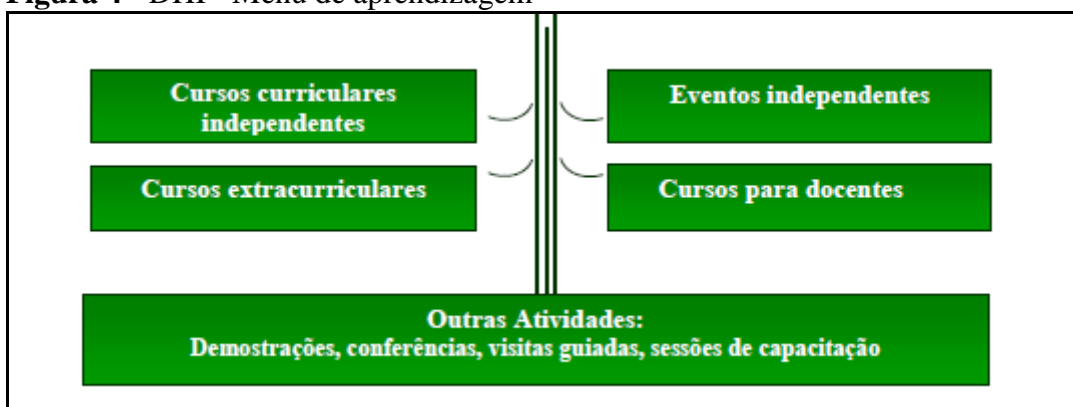 Figura 4 - Menu de aprendizagem
Cursos curriculares
independentes
Eventos independentes
Cursos extracurriculares
Cursos para docentes
Outras Atividades:
Demostrações, conferências, visitas guiadas, sessões de capacitação